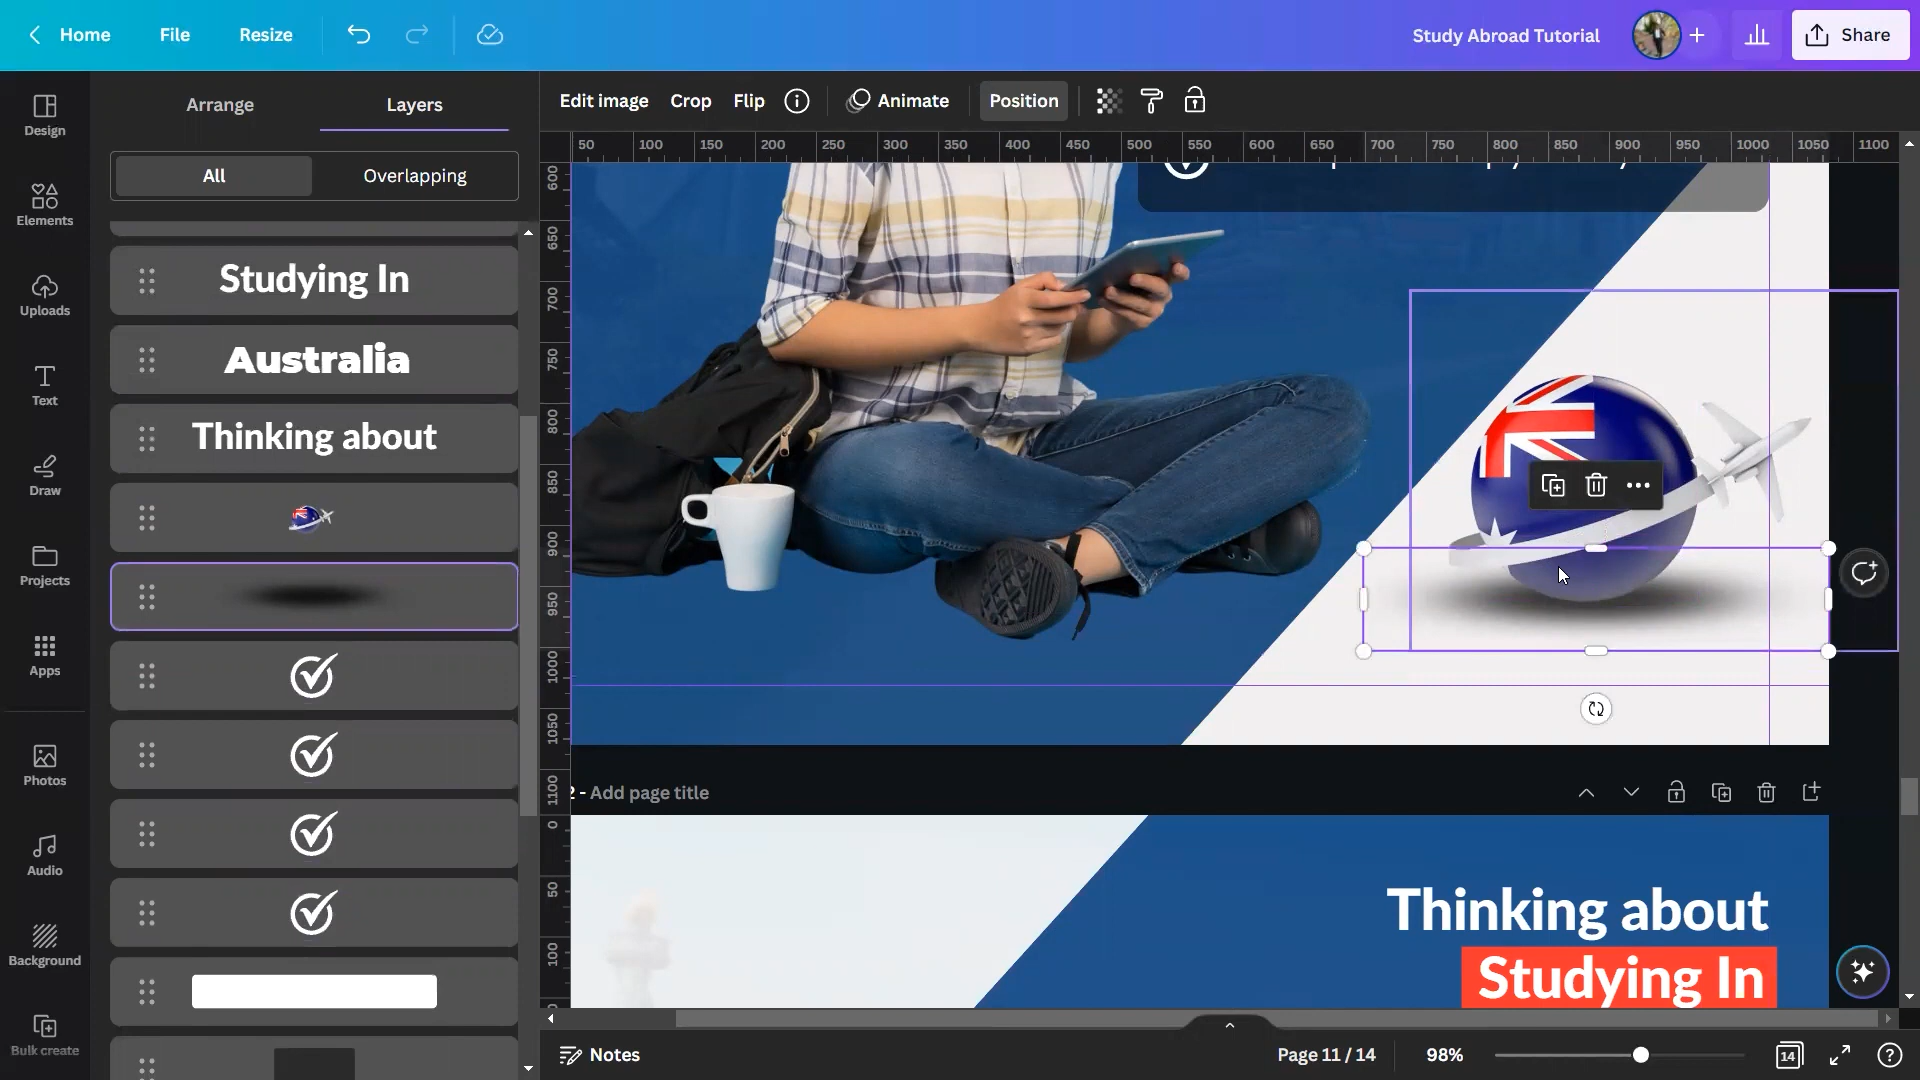 Home
File
Resize
Study Abroad Tutorial
Share
Arrange
Layers
Edit image
Crop
Flip
Animate
Position
50 100 150 200 250 300 350 400 450 500 550 600 650 700 750 800 850 900 950 1000 1050 1100
All
Overlapping
Design
Elements
Uploads
Text
Draw
Projects
Apps
Photos
Audio
Background
Bulk create
Studying In
Australia
Thinking about
600
650
700
750
800
850
900
950
1000
1050
1100
0
50
100
2 - Add page title
Thinking about
Studying In
Notes
Page 11 / 14
98%
14